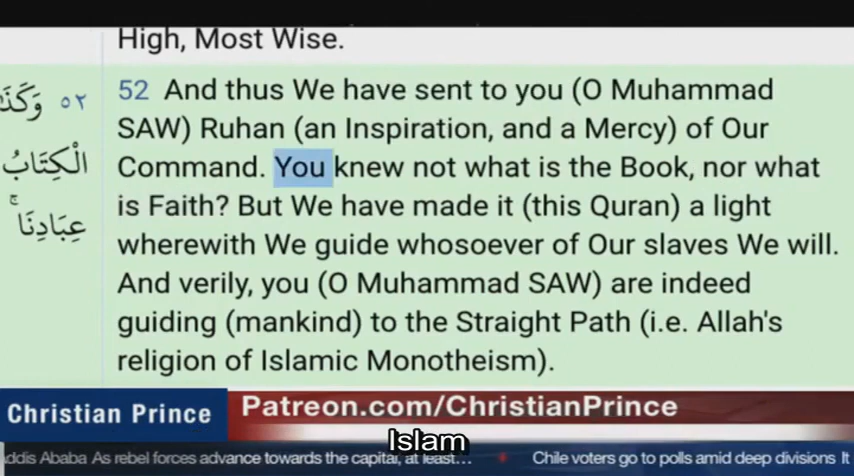 High, Most Wise.
52 And thus We have sent to you (O Muhammad
SAW) Ruhan (an Inspiration, and a Mercy) of Our
Command. You knew not what is the Book, nor what
is Faith? But We have made it (this Quran) a light
wherewith We guide whosoever of Our slaves We will.
And verily, you (O Muhammad SAW) are indeed
guiding (mankind) to the Straight Path (i.e. Allah's
religion of Islamic Monotheism).
٥٢
الْكِتَابُ
عِبَادِنَا ۚ
Christian Prince
Patreon.com/ChristianPrince
Islam
Ababa As rebel forces advance towards the capital, at least... Chile voters go to polls amid deep divisions It